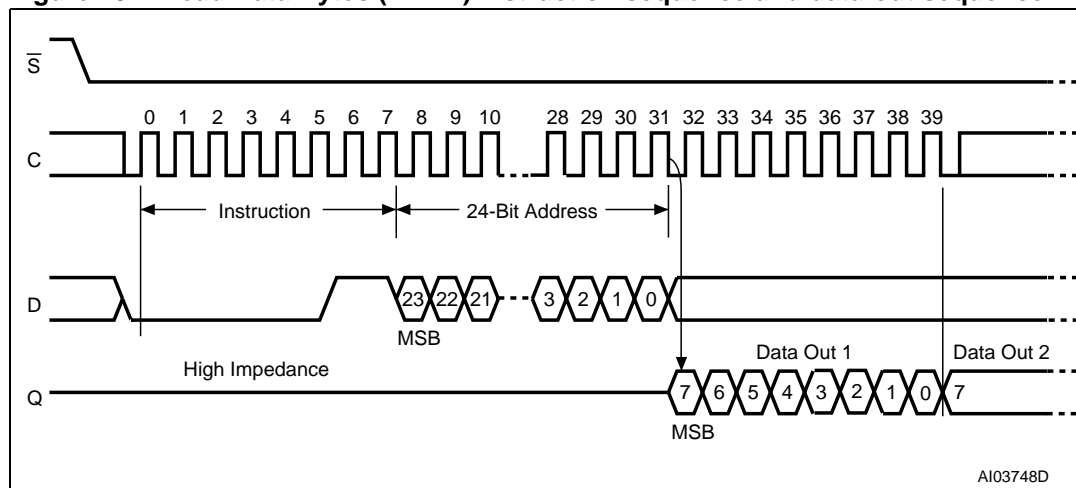 S
0 1 2 3 4 5 6 7 8 9 10 28 29 30 31 32 33 34 35 36 37 38 39
C
Instruction 24-Bit Address
D 23 22 21 3 2 1 0
MSB
High Impedance Data Out 1 Data Out 2
Q 7 6 5 4 3 2 1 0 7
MSB
AI03748D